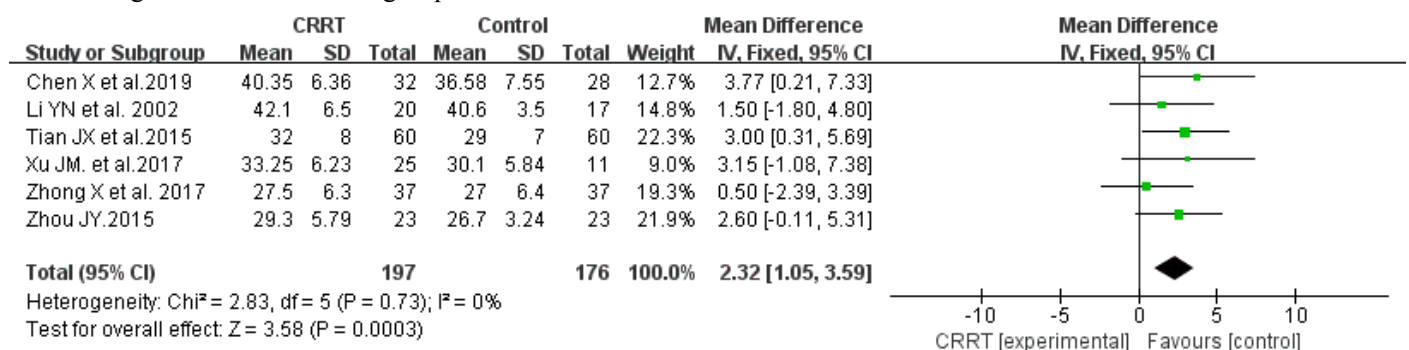 CRRT Control Mean Difference Mean Difference
Study or Subgroup Mean SD Total Mean SD Total Weight IV, Fixed, 95% CI IV, Fixed, 95% CI
Chen X et al.2019 40.35 6.36 32 36.58 7.55 28 12.7% 3.77 [0.21, 7.33]
Li YN et al. 2002 42.1 6.5 20 40.6 3.5 17 14.8% 1.50 [-1.80, 4.80]
Tian JX et al.2015 32 8 60 29 7 60 22.3% 3.00 [0.31, 5.69]
Xu JM. et al.2017 33.25 6.23 25 30.1 5.84 11 9.0% 3.15 [-1.08, 7.38]
Zhong X et al. 2017 27.5 6.3 37 27 6.4 37 19.3% 0.50 [-2.39, 3.39]
Zhou JY.2015 29.3 5.79 23 26.7 3.24 23 21.9% 2.60 [-0.11, 5.31]
Total (95% CI) 197 176 100.0% 2.32 [1.05, 3.59]
Heterogeneity: Chi² = 2.83, df = 5 (P = 0.73); I² = 0%
Test for overall effect: Z = 3.58 (P = 0.0003)
-10 -5 0 5 10
CRRT [experimental] Favours [control]